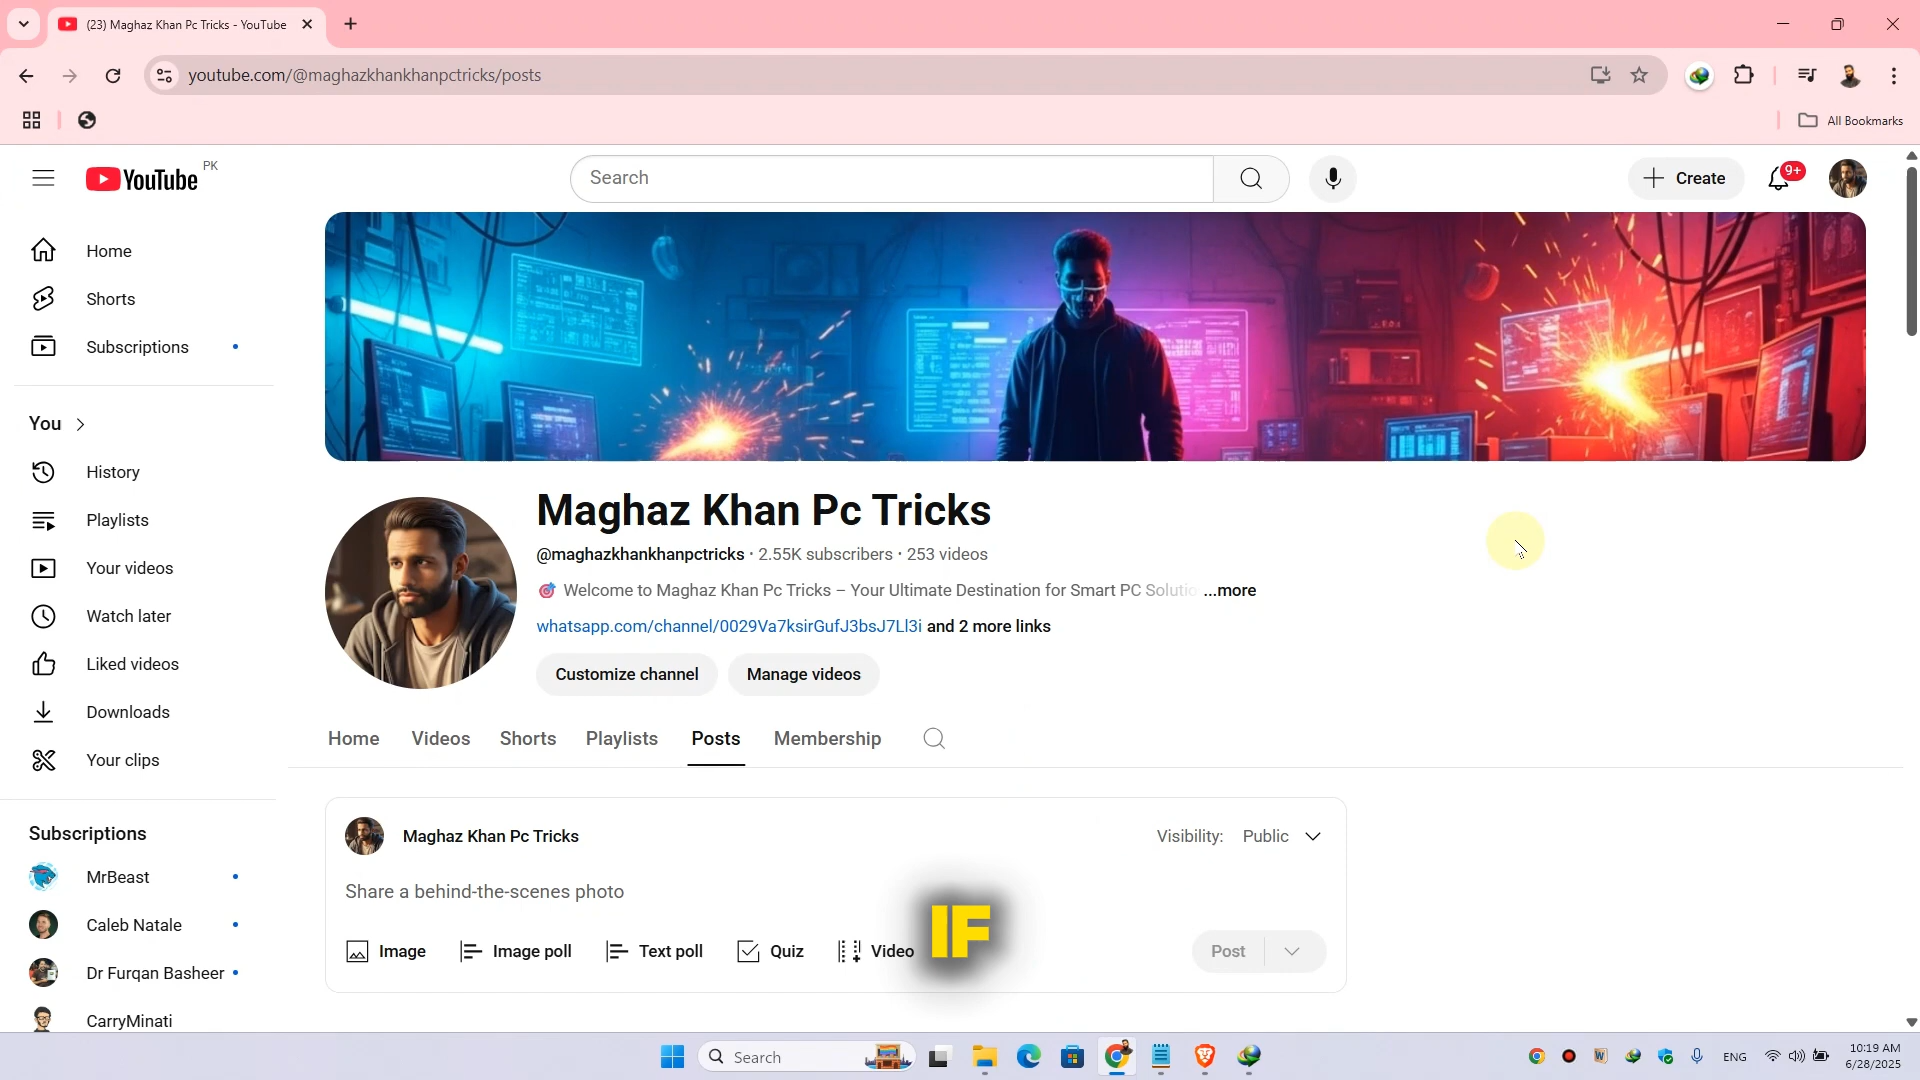 (23) Maghaz Khan Pc Tricks - YouTube
youtube.com/@maghazkhankhanpctricks/posts
All Bookmarks
YouTube PK
Search
Create
9+
Home
Shorts
Subscriptions
You
History
Playlists
Your videos
Watch later
Liked videos
Downloads
Your clips
Subscriptions
MrBeast
Caleb Natale
Dr Furqan Basheer
CarryMinati
Maghaz Khan Pc Tricks
@maghazkhankhanpctricks · 2.55K subscribers · 253 videos
🎯 Welcome to Maghaz Khan Pc Tricks – Your Ultimate Destination for Smart PC Solutio ...more
whatsapp.com/channel/0029Va7ksirGufJ3bsJ7Ll3i and 2 more links
Customize channel
Manage videos
Home
Videos
Shorts
Playlists
Posts
Membership
Maghaz Khan Pc Tricks
Visibility: Public
Share a behind-the-scenes photo
Image
Image poll
Text poll
Quiz
Video
IF
Post
Search
ENG
10:19 AM
6/28/2025